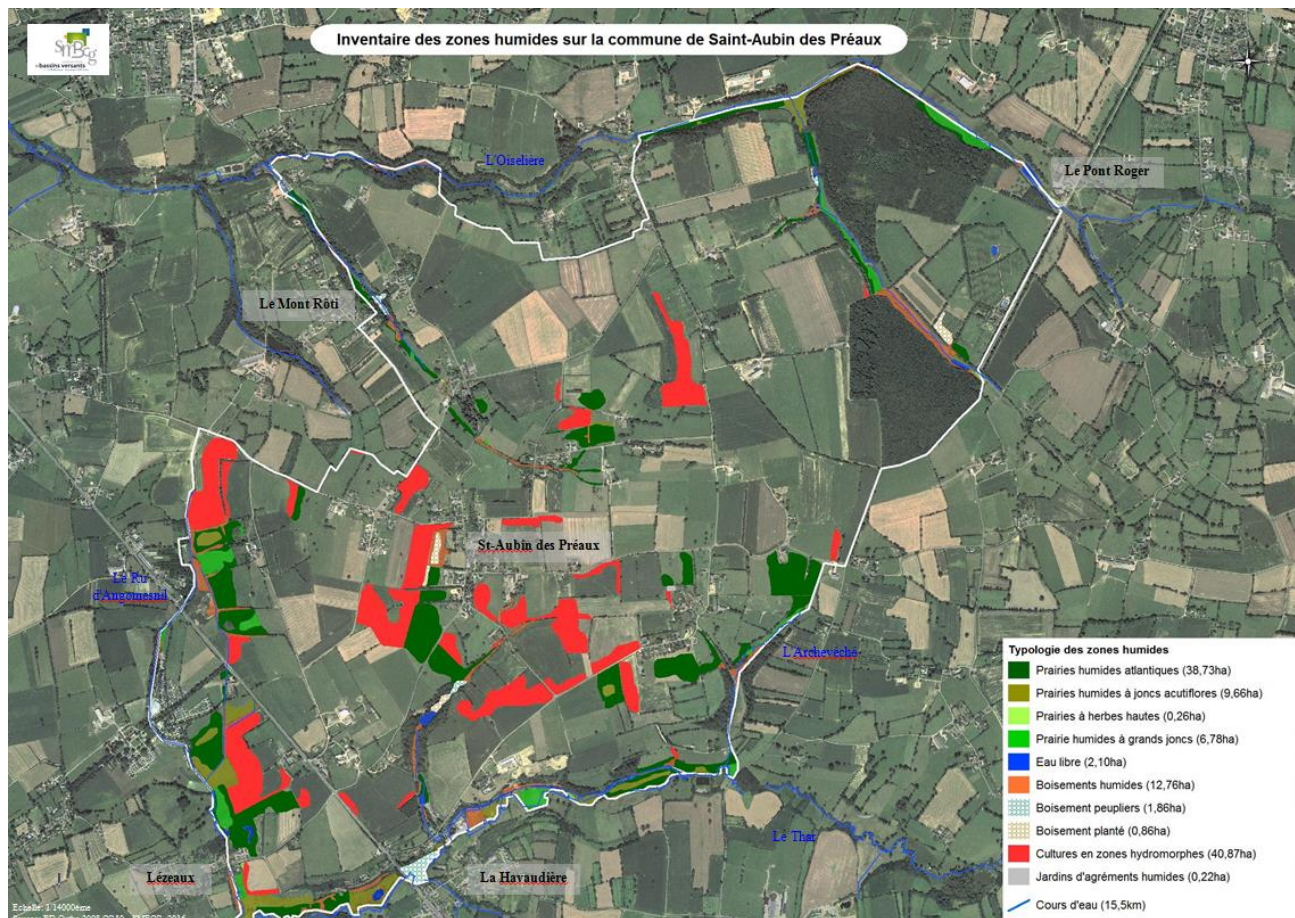 Inventaire des zones humides sur la commune de Saint-Aubin des Préaux
bassins versants
L'Oiselière
Le Pont Roger
Le Mont Rôti
St-Aubin des Préaux
Le Ru
d'Angomesnil
L'Archevêché
Le Thar
Lézeaux
La Havaudière
Typologie des zones humides
Prairies humides atlantiques (38,73ha)
Prairies humides à joncs acutiflores (9,66ha)
Prairies à herbes hautes (0,26ha)
Prairie humides à grands joncs (6,78ha)
Eau libre (2,10ha)
Boisements humides (12,76ha)
Boisement peupliers (1,86ha)
Boisement planté (0,86ha)
Cultures en zones hydromorphes (40,87ha)
Jardins d'agréments humides (0,22ha)
Cours d'eau (15,5km)
Echelle: 1/14000ème